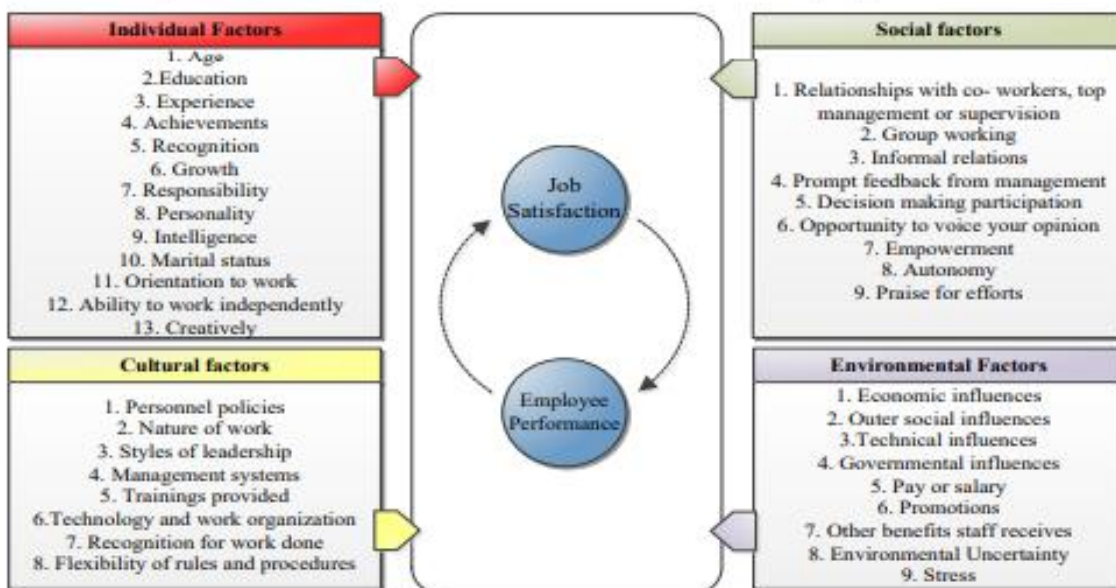 Individual Factors
1. Age
2.Education
3. Experience
4. Achievements
5. Recognition
6. Growth
7. Responsibility
8. Personality
9. Intelligence
10. Marital status
11. Orientation to work
12. Ability to work independently
13. Creatively
Social factors
1. Relationships with co- workers, top
management or supervision
2. Group working
3. Informal relations
4. Prompt feedback from management
5. Decision making participation
6. Opportunity to voice your opinion
7. Empowerment
8. Autonomy
9. Praise for efforts
Job
Satisfaction
Employee
Performance
Cultural factors
1. Personnel policies
2. Nature of work
3. Styles of leadership
4. Management systems
5. Trainings provided
6.Technology and work organization
7. Recognition for work done
8. Flexibility of rules and procedures
Environmental Factors
1. Economic influences
2. Outer social influences
3.Technical influences
4. Governmental influences
5. Pay or salary
6. Promotions
7. Other benefits staff receives
8. Environmental Uncertainty
9. Stress